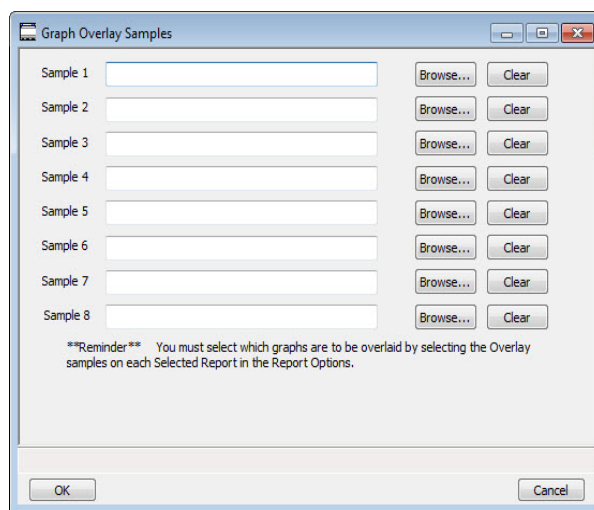 Graph Overlay Samples
Sample 1 Browse... Clear
Sample 2 Browse... Clear
Sample 3 Browse... Clear
Sample 4 Browse... Clear
Sample 5 Browse... Clear
Sample 6 Browse... Clear
Sample 7 Browse... Clear
Sample 8 Browse... Clear
**Reminder** You must select which graphs are to be overlaid by selecting the Overlay
samples on each Selected Report in the Report Options.
OK Cancel